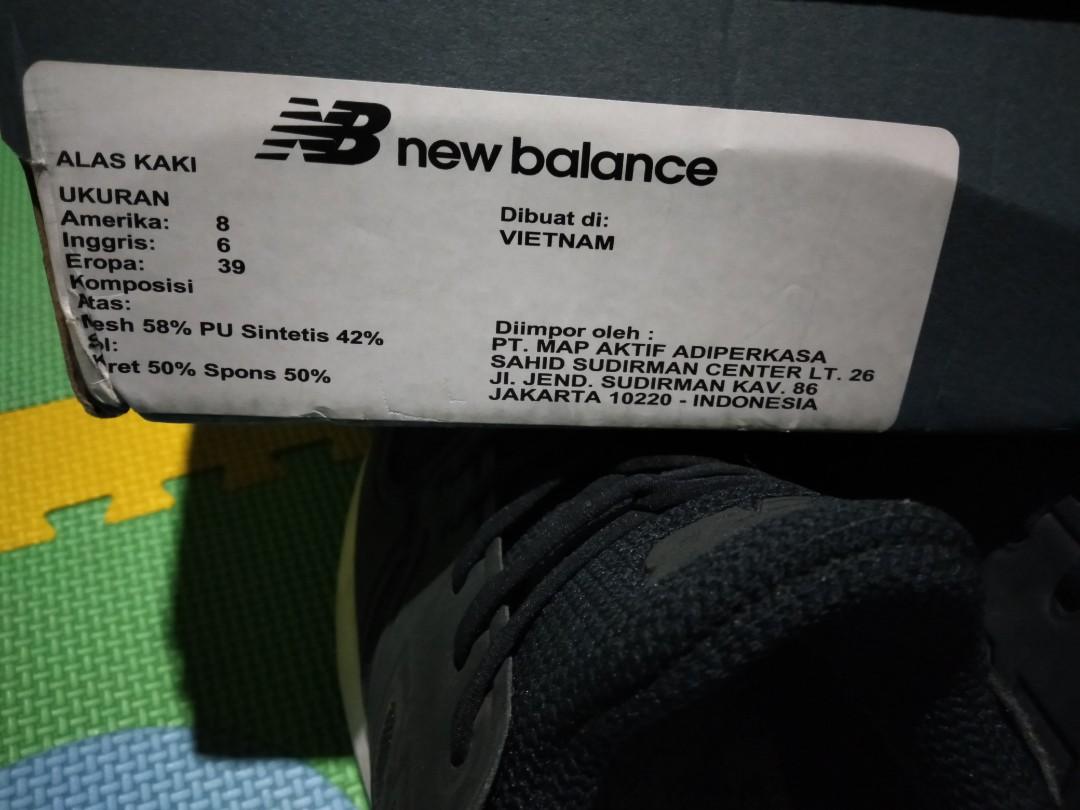 NB new balance
ALAS KAKI
UKURAN
Amerika: 8
Inggris: 6
Eropa: 39
Komposisi
Atas:
58% PU Sintetis 42%
50% Spons 50%
Dibuat di:
VIETNAM
Diimpor oleh :
PT. MAP AKTIF ADIPERKASA
SAHID SUDIRMAN CENTER LT. 26
Jl. JEND. SUDIRMAN KAV. 86
JAKARTA 10220 - INDONESIA